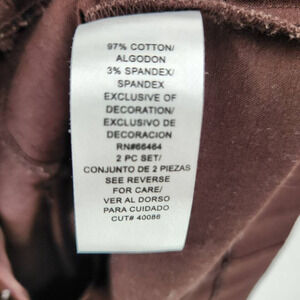 97% COTTON/
ALGODON
3% SPANDEX/
SPANDEX
EXCLUSIVE OF
DECORATION/
EXCLUSIVO DE
DECORACION
RN#66464
2 PC SET/
CONJUNTO DE 2 PIEZAS
SEE REVERSE
FOR CARE/
VER AL DORSO
PARA CUIDADO
CUT# 40086